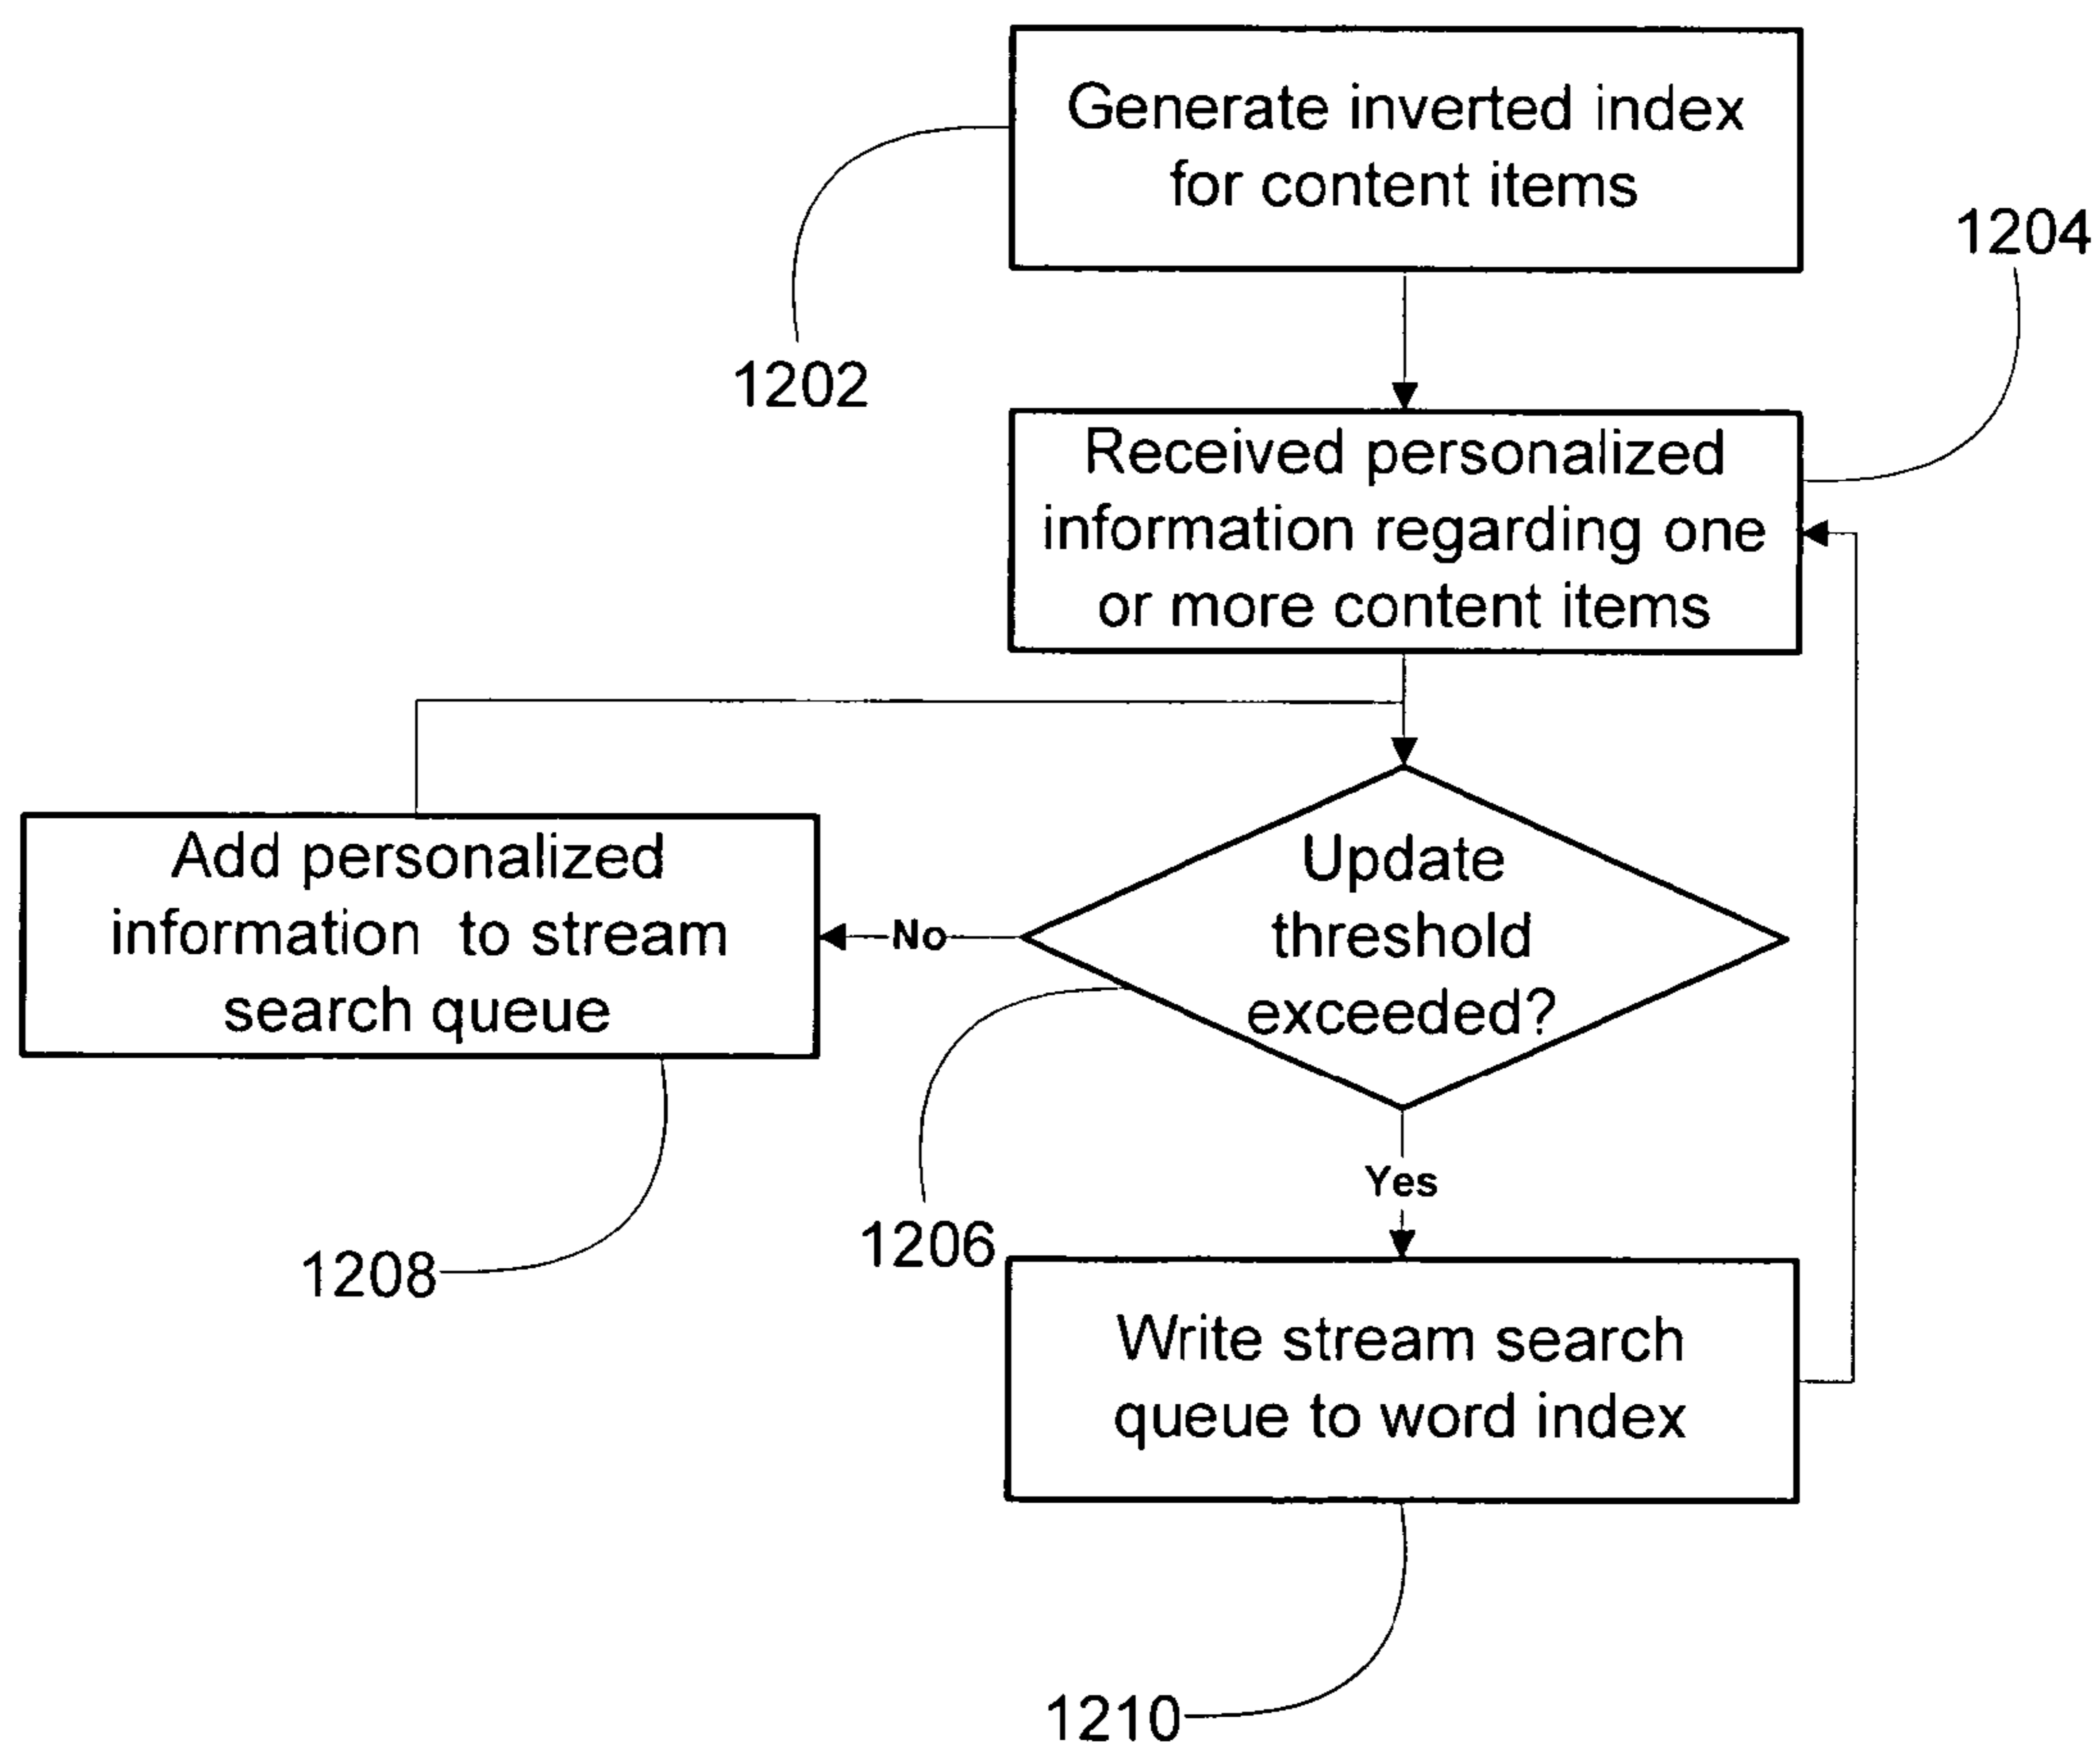 Generate inverted index
for content items
1204
1202
Received personalized
information regarding one
or more content items
Add personalized
information to stream
search queue
No
Update
threshold
exceeded?
Yes
1206
1208
Write stream search
queue to word index
1210